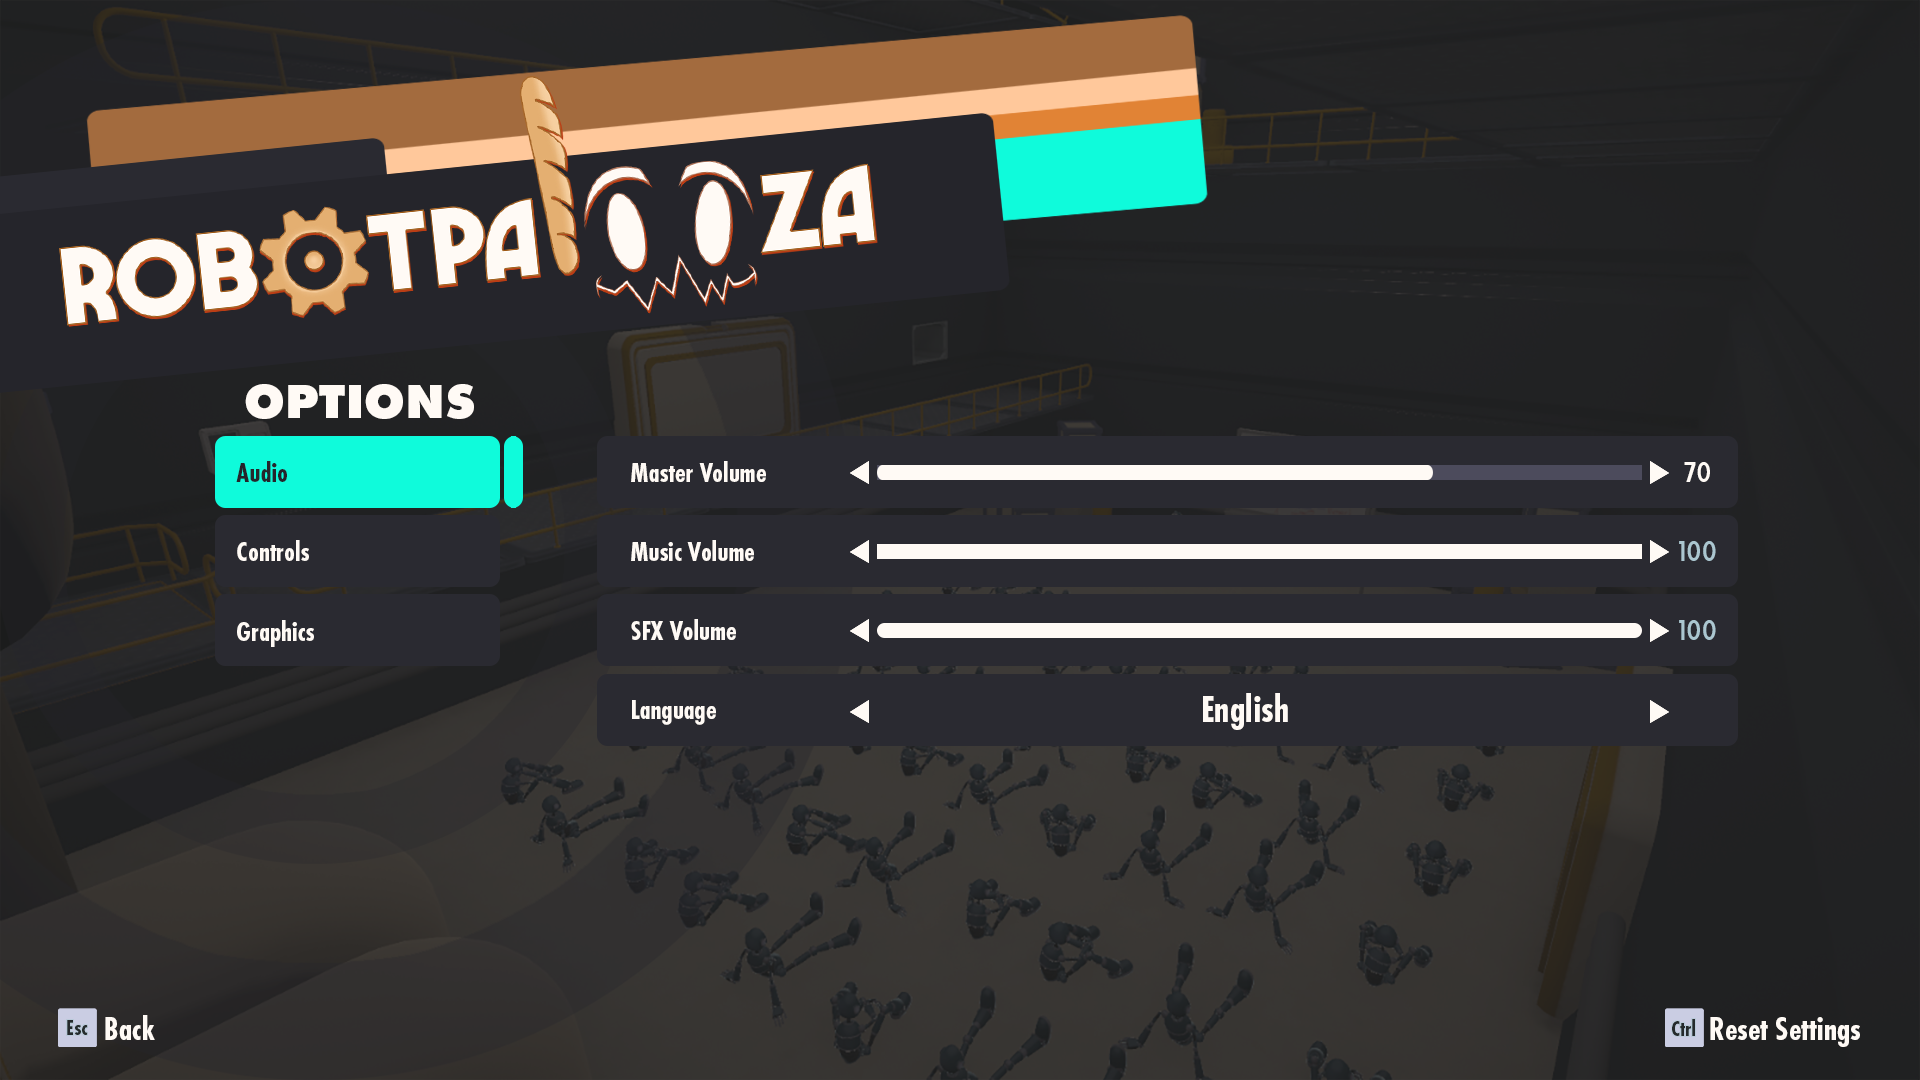 ROBOTPALOOZA
OPTIONS
Audio
Controls
Graphics
Master Volume 70
Music Volume 100
SFX Volume 100
Language English
Esc Back
Ctrl Reset Settings